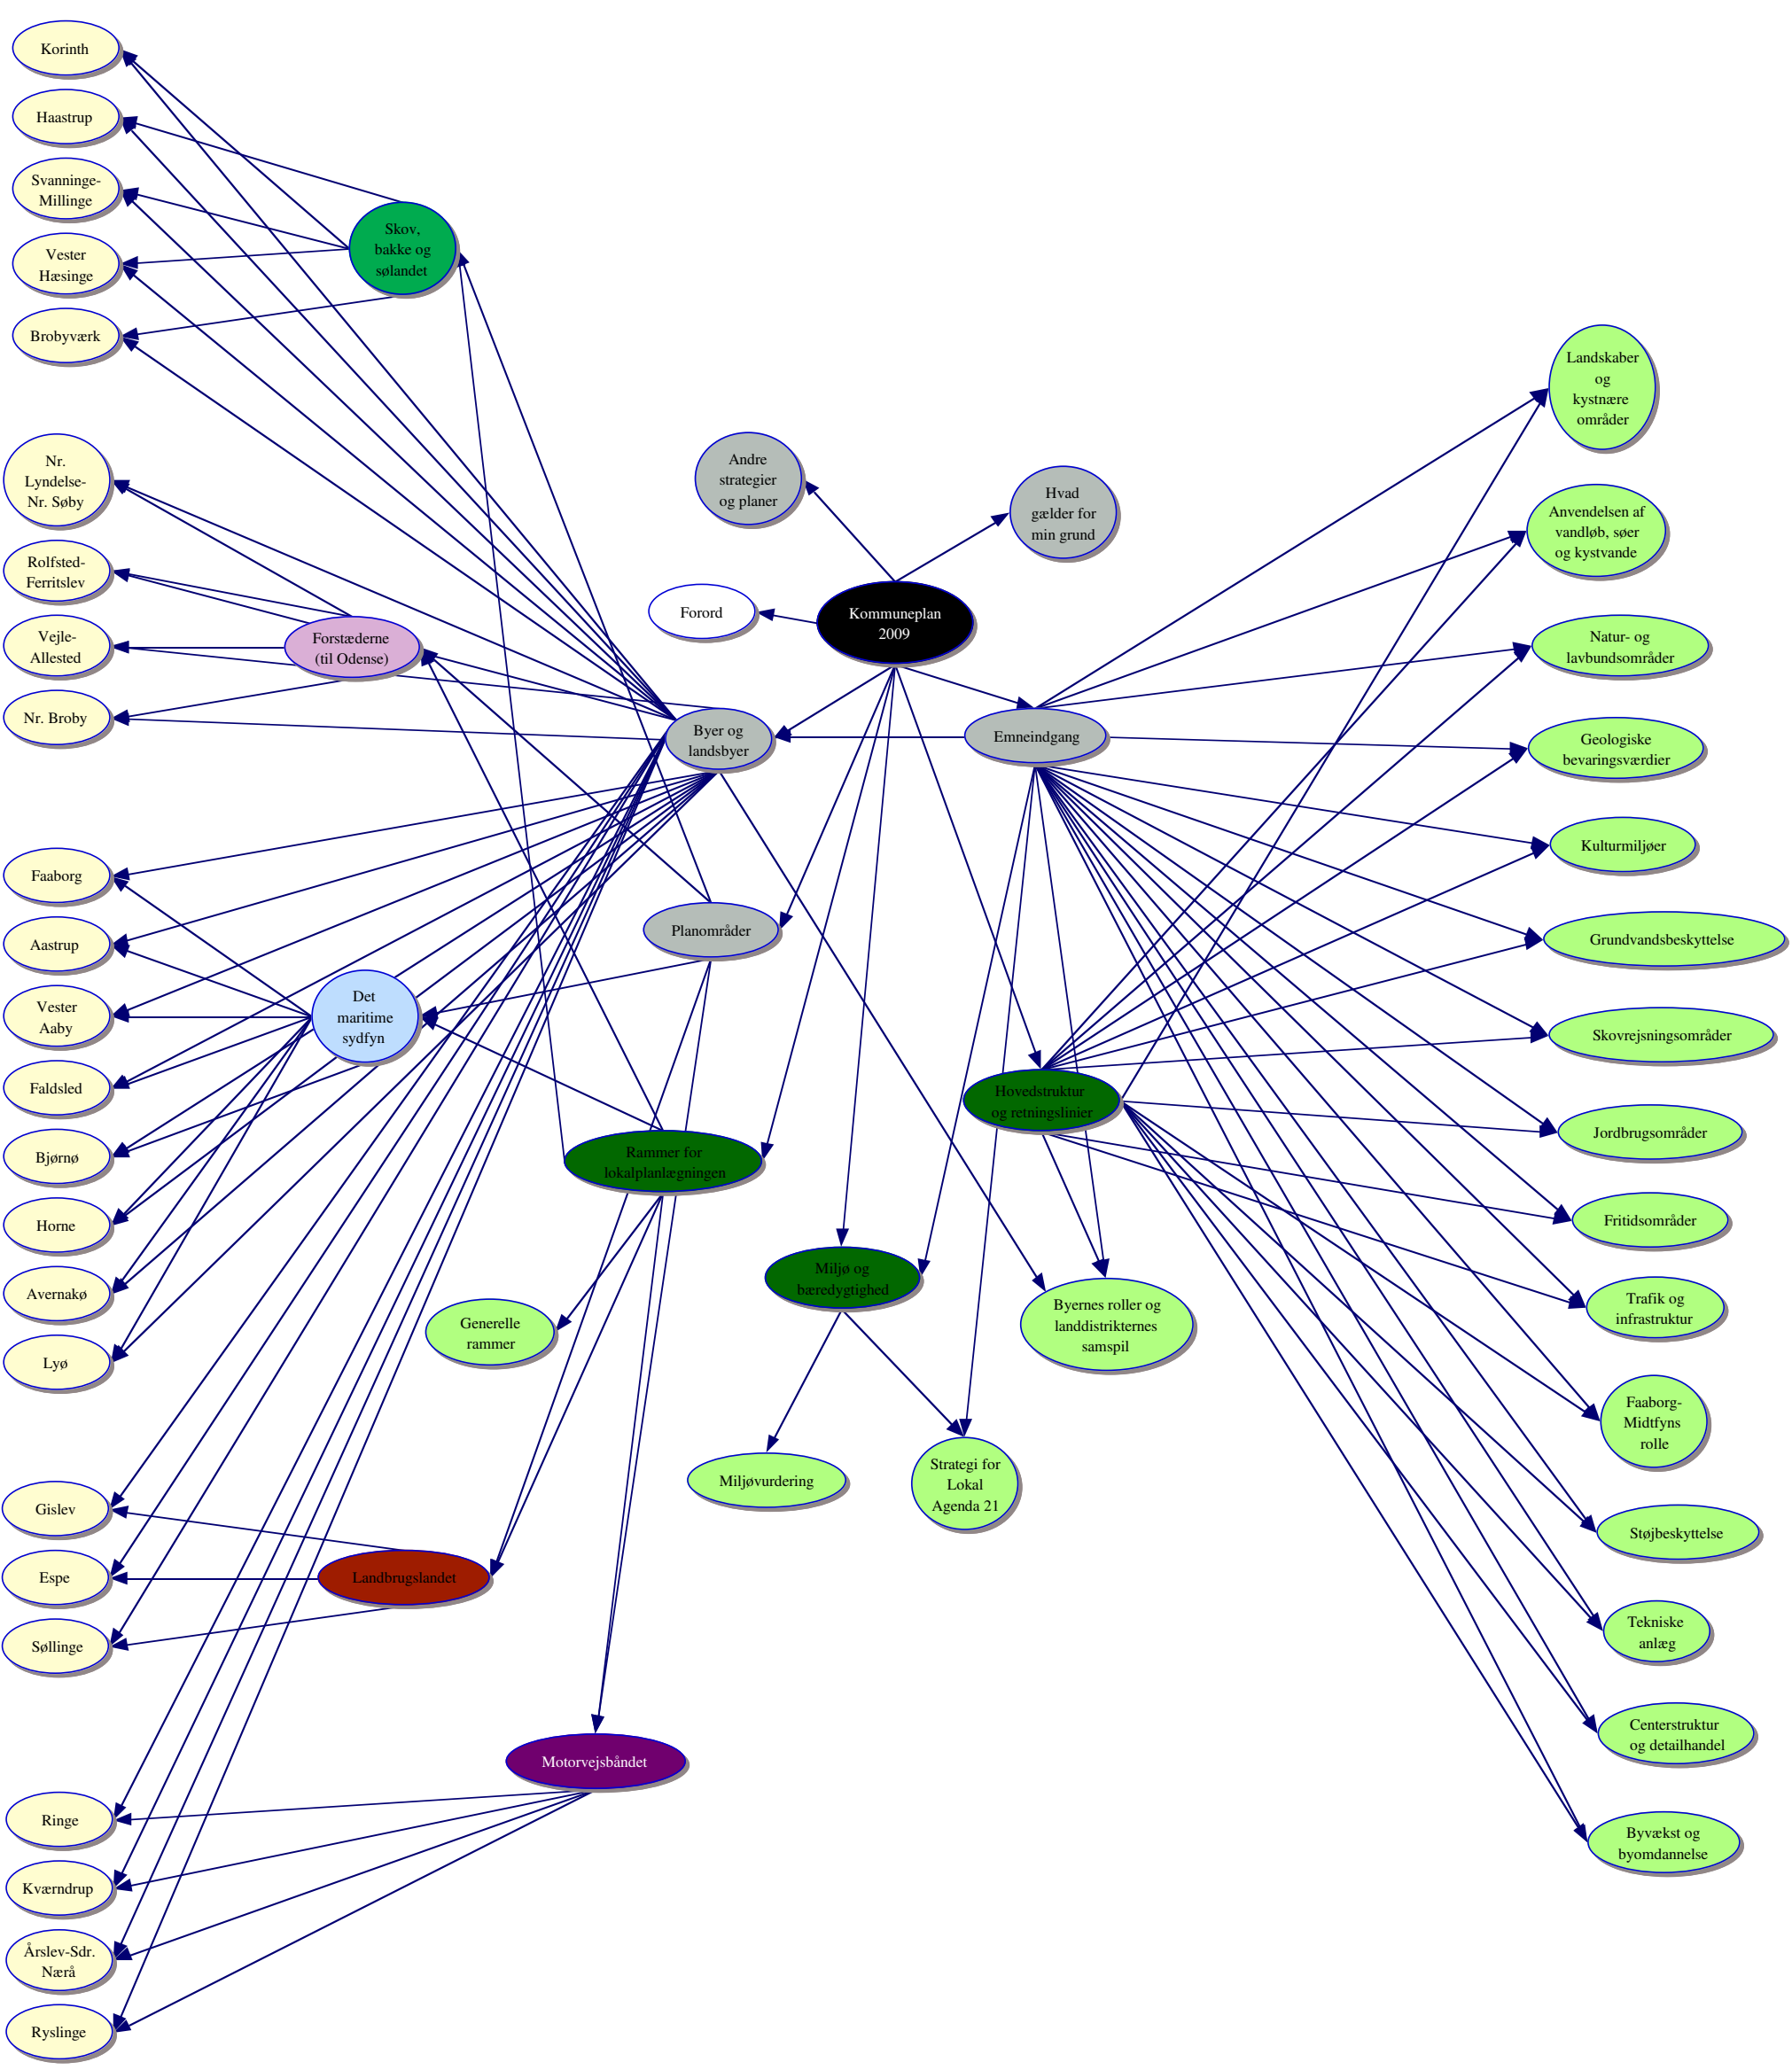 Korinth
Haastrup
Svanninge-
Millinge
Vester
Hæsinge
Brobyværk
Skov,
bakke og
sølandet
Nr.
Lyndelse-
Nr. Søby
Rolfsted-
Ferritslev
Vejle-
Allested
Nr. Broby
Forstæderne
(til Odense)
Andre
strategier
og planer
Hvad
gælder for
min grund
Forord
Kommuneplan
2009
Byer og
landsbyer
Emneindgang
Planområder
Faaborg
Aastrup
Vester
Aaby
Faldsled
Bjørnø
Horne
Avernakø
Lyø
Det
maritime
sydfyn
Rammer for
lokalplanlægningen
Hovedstruktur
og retningslinier
Miljø og
bæredygtighed
Generelle
rammer
Byernes roller og
landdistrikternes
samspil
Miljøvurdering
Strategi for
Lokal
Agenda 21
Gislev
Espe
Søllinge
Landbrugslandet
Motorvejsbåndet
Ringe
Kværndrup
Årslev-Sdr.
Nærå
Ryslinge
Landskaber
og
kystnære
områder
Anvendelsen af
vandløb, søer
og kystvande
Natur- og
lavbundsområder
Geologiske
bevaringsværdier
Kulturmiljøer
Grundvandsbeskyttelse
Skovrejsningsområder
Jordbrugsområder
Fritidsområder
Trafik og
infrastruktur
Faaborg-
Midtfyns
rolle
Støjbeskyttelse
Tekniske
anlæg
Centerstruktur
og detailhandel
Byvækst og
byomdannelse